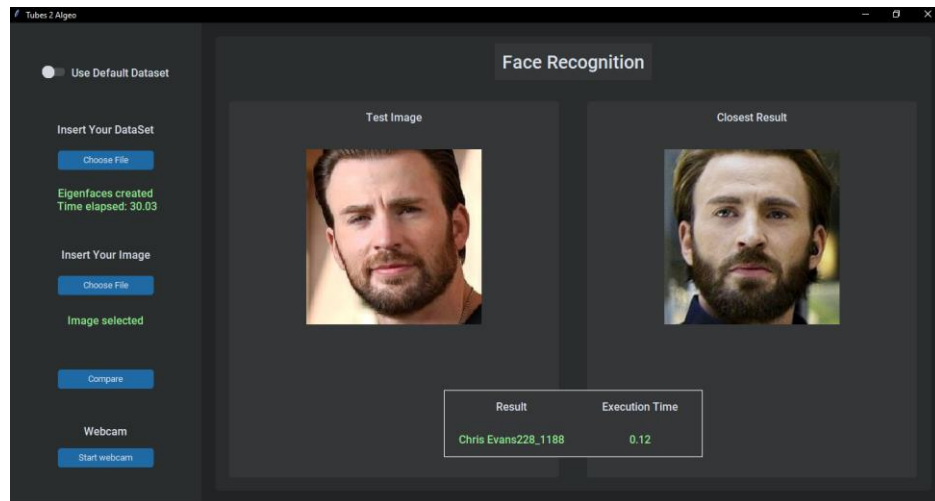 Tubes 2 Algeo
Use Default Dataset
Insert Your DataSet
Choose File
Eigenfaces created
Time elapsed: 30.03
Insert Your Image
Choose File
Image selected
Compare
Webcam
Start webcam
Face Recognition
Test Image
Closest Result
Result
Execution Time
Chris Evans228_1188
0.12